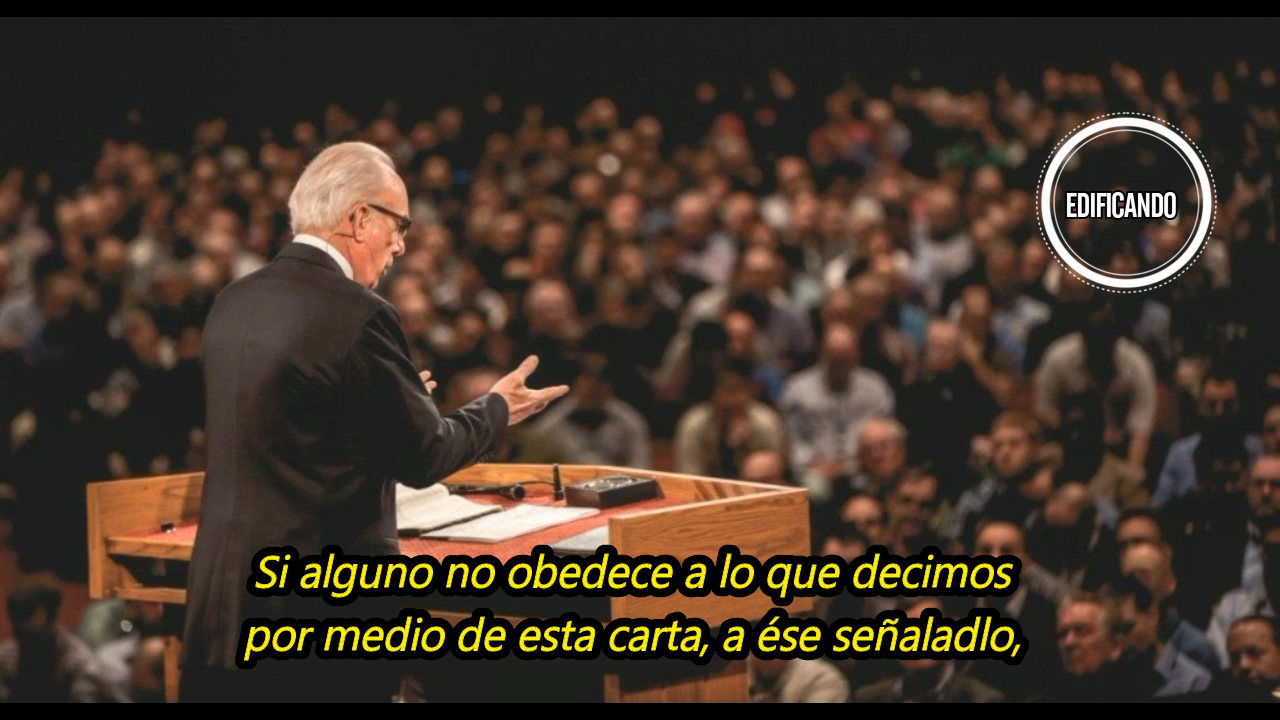 EDIFICANDO
Si alguno no obedece a lo que decimos
por medio de esta carta, a ése señaladlo,